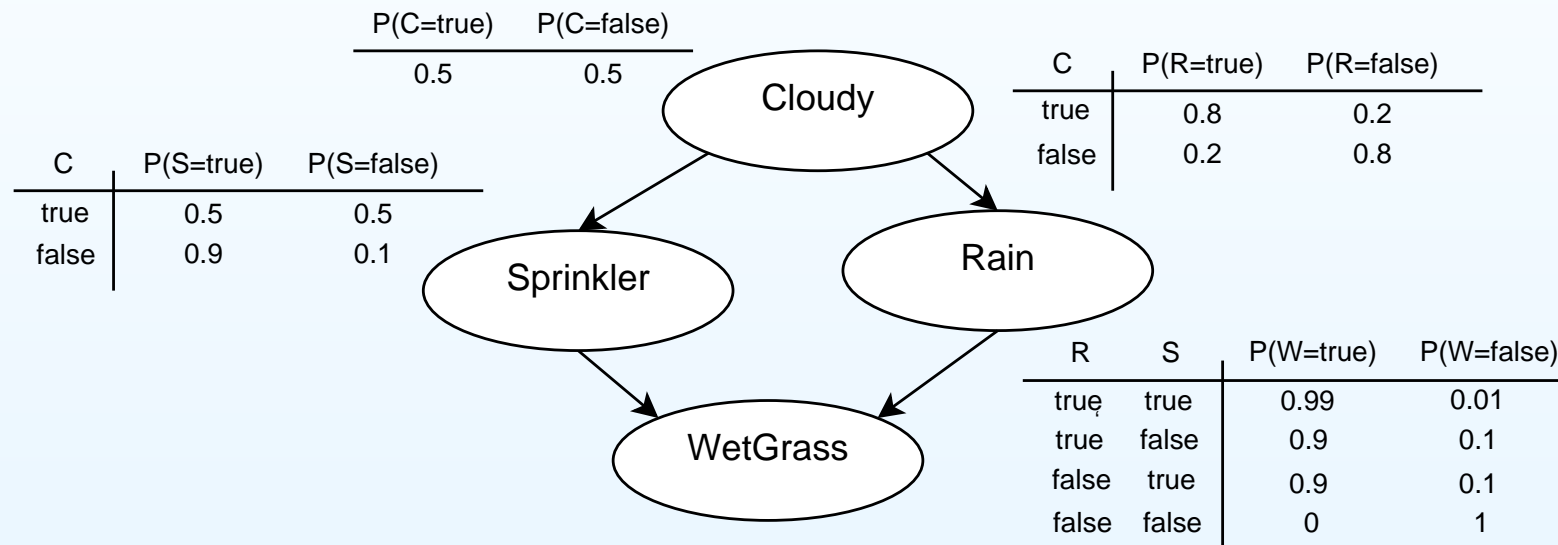 P(C=true) P(C=false)
0.5 0.5
Cloudy
C P(R=true) P(R=false)
true 0.8 0.2
false 0.2 0.8
C P(S=true) P(S=false)
true 0.5 0.5
false 0.9 0.1
Sprinkler
Rain
R S P(W=true) P(W=false)
truę true 0.99 0.01
true false 0.9 0.1
false true 0.9 0.1
false false 0 1
WetGrass